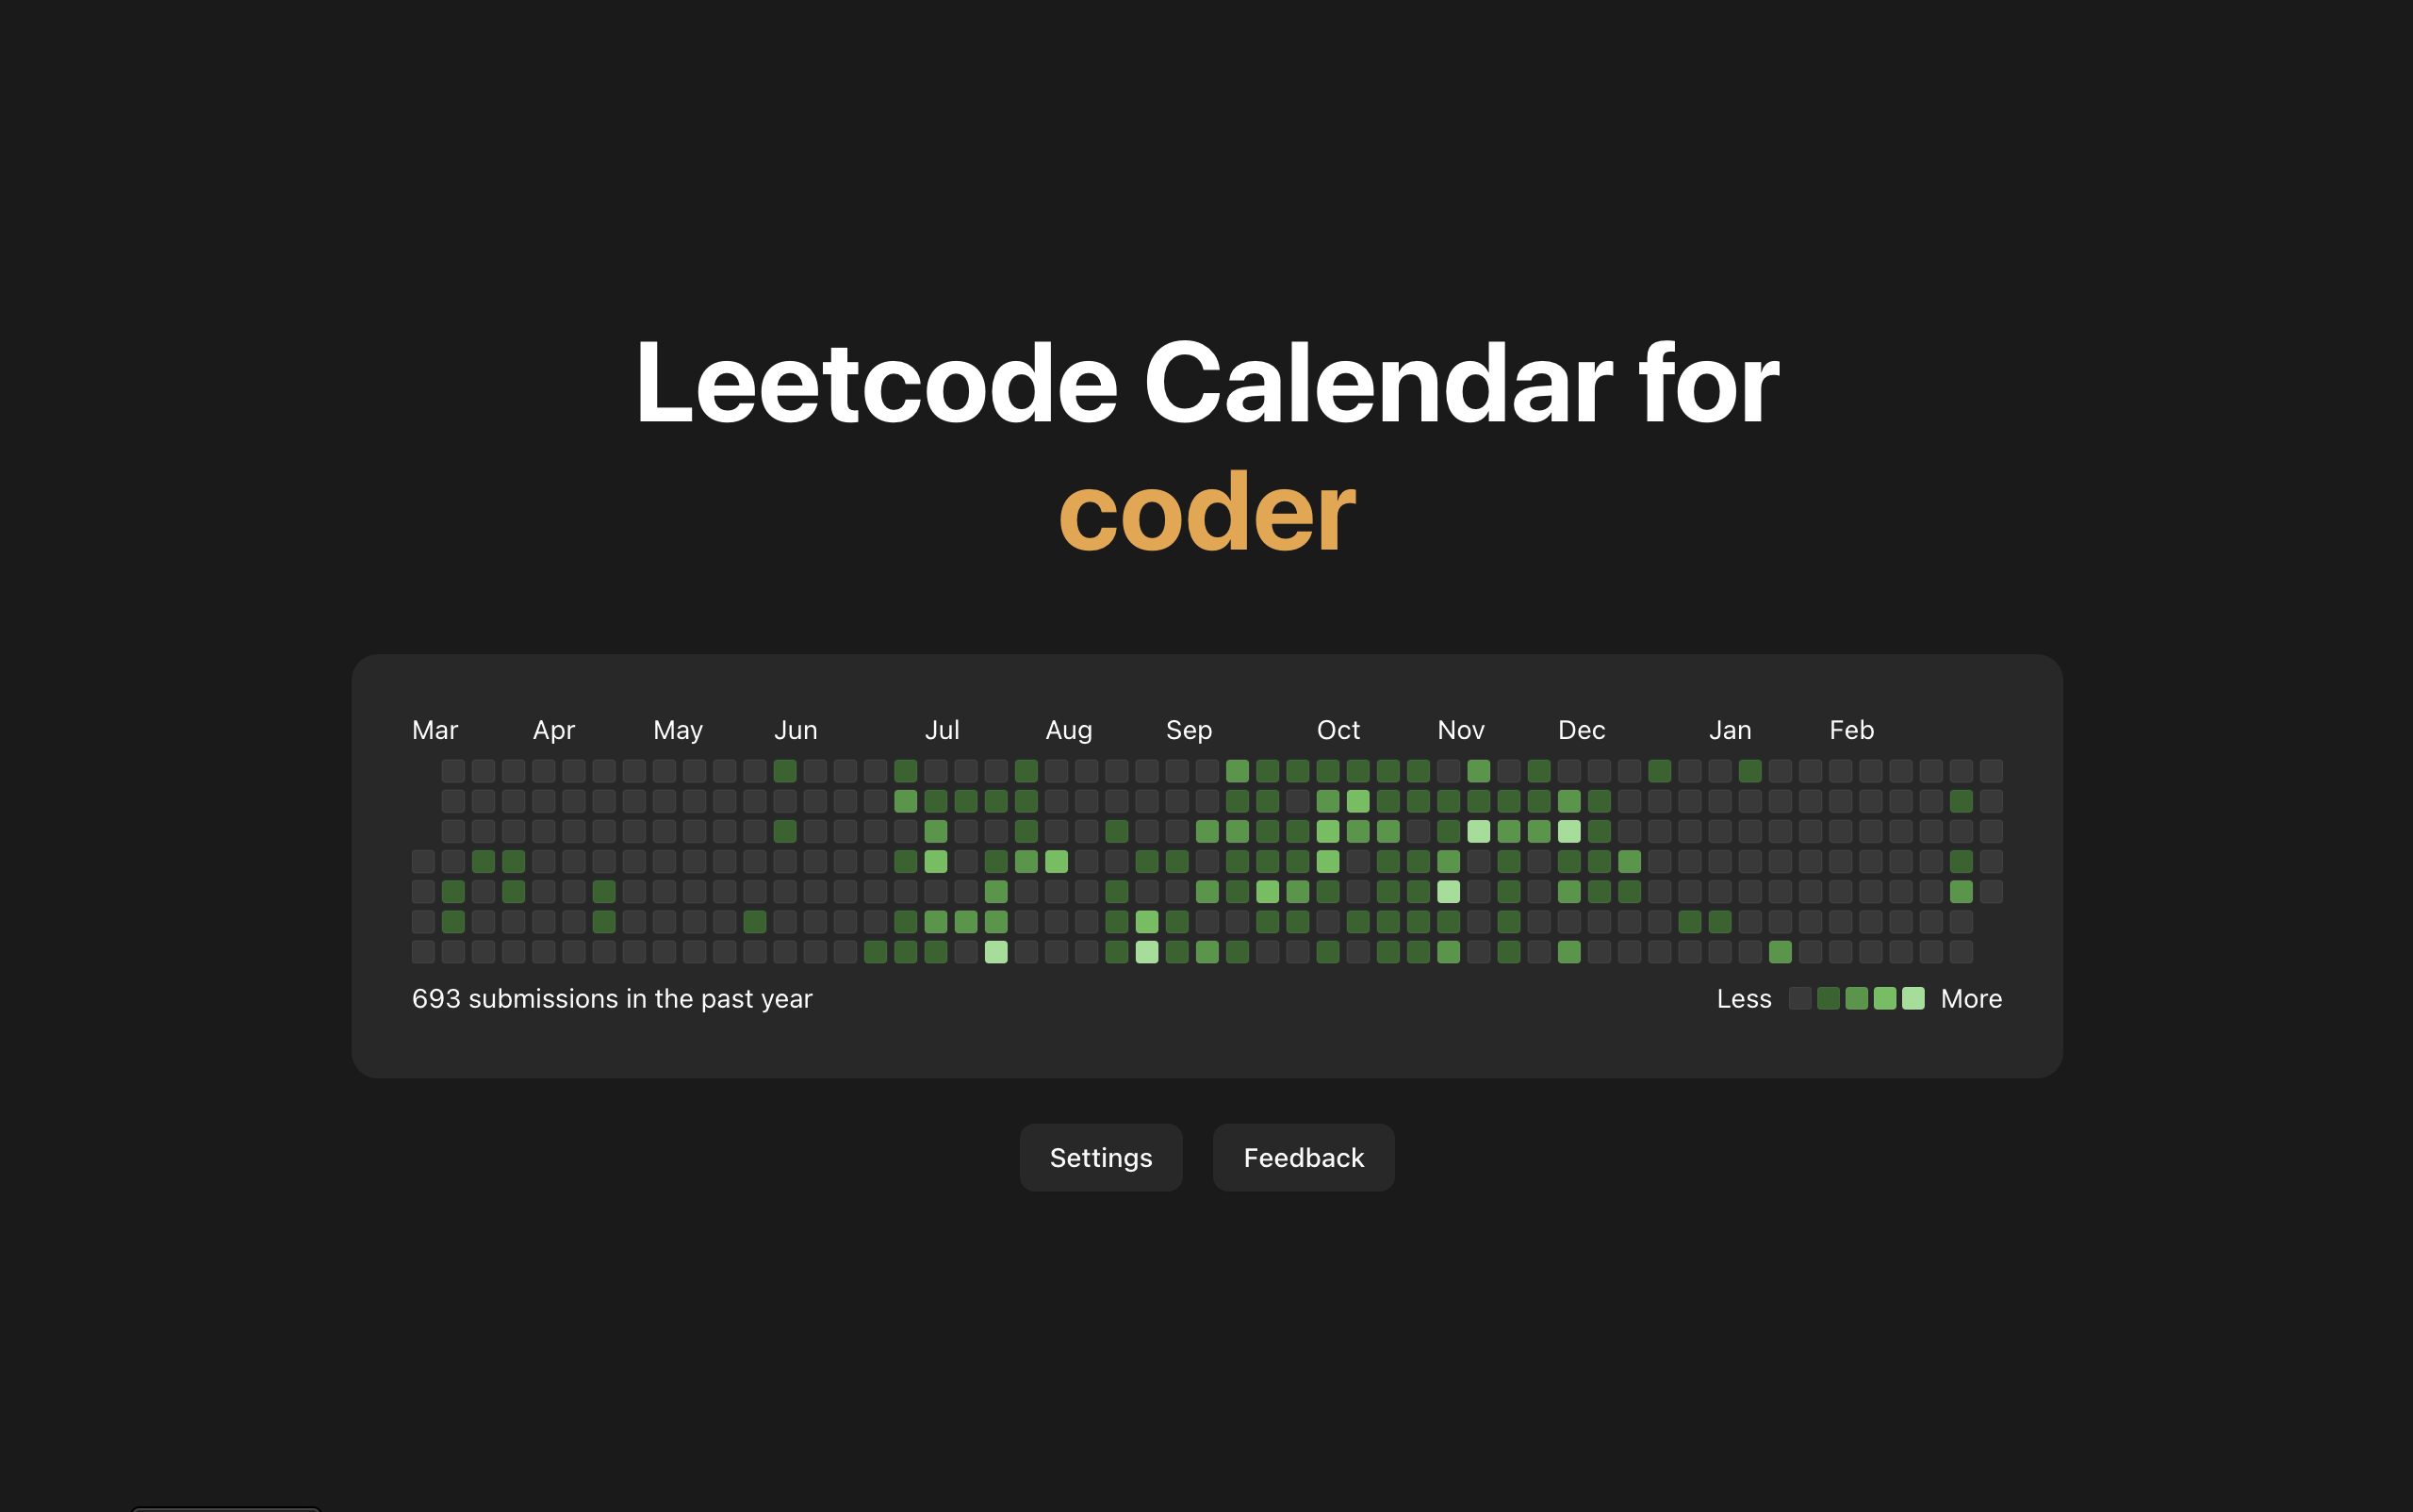 Leetcode Calendar for
coder
Mar Apr May Jun Jul Aug Sep Oct Nov Dec Jan Feb
693 submissions in the past year
Less More
Settings Feedback